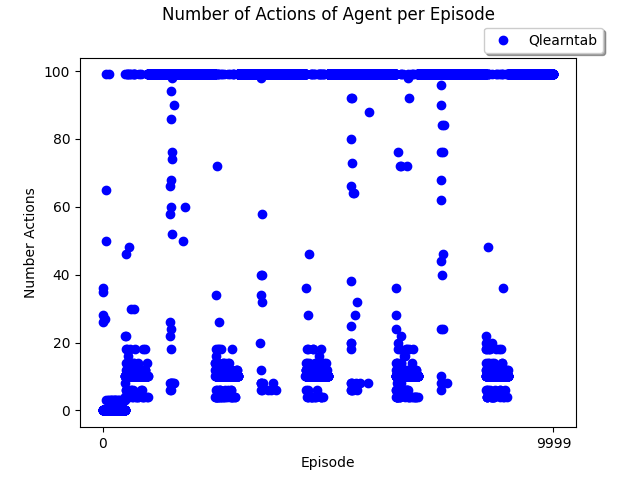 Number of Actions of Agent per Episode
Qlearntab
100
80
60
40
20
0
Number Actions
0
9999
Episode